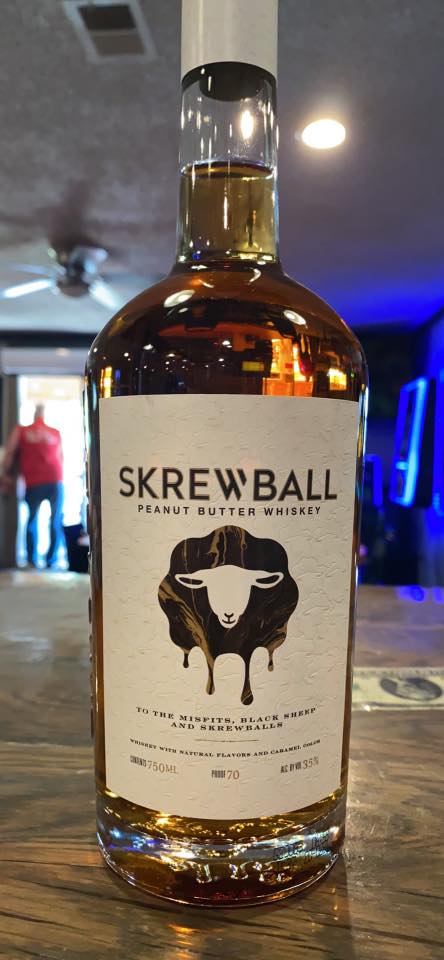 SKREWBALL
PEANUT BUTTER WHISKEY
TO THE MISFITS, BLACK SHEEP
AND SKREWBALLS
WHISKEY WITH NATURAL FLAVORS AND CARAMEL COLOR
CONTENTS 750ML PROOF 70 ALC. BY VOL 35%